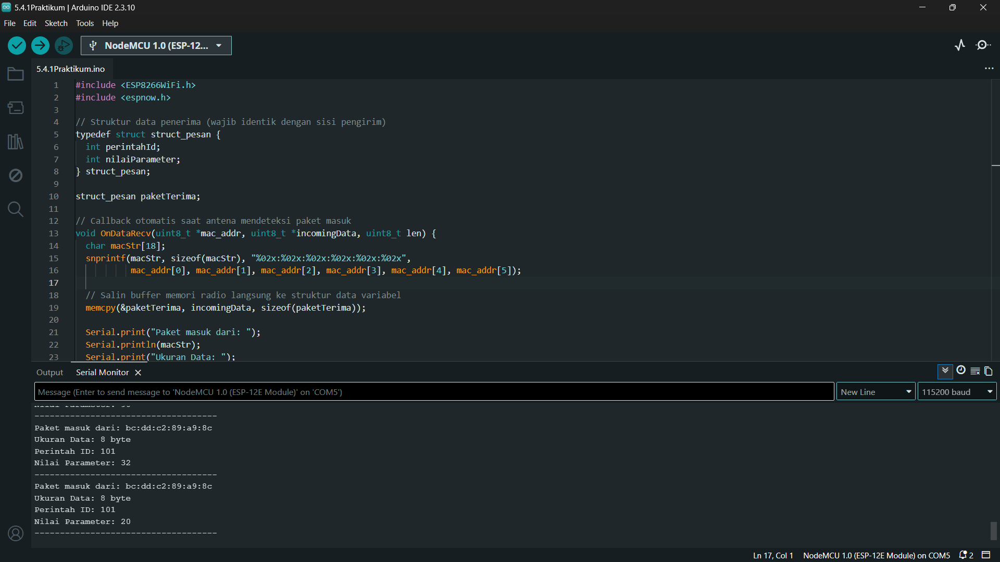 5.4.1Praktikum | Arduino IDE 2.3.10
File Edit Sketch Tools Help
NodeMCU 1.0 (ESP-12...
5.4.1Praktikum.ino
1 #include <ESP8266WiFi.h>
2 #include <espnow.h>
3
4 // Struktur data penerima (wajib identik dengan sisi pengirim)
5 typedef struct struct_pesan {
6 int perintahId;
7 int nilaiParameter;
8 } struct_pesan;
9
10 struct_pesan paketTerima;
11
12 // Callback otomatis saat antena mendeteksi paket masuk
13 void OnDataRecv(uint8_t *mac_addr, uint8_t *incomingData, uint8_t len) {
14 char macStr[18];
15 snprintf(macStr, sizeof(macStr), "%02x:%02x:%02x:%02x:%02x:%02x",
16 mac_addr[0], mac_addr[1], mac_addr[2], mac_addr[3], mac_addr[4], mac_addr[5]);
17
18 // Salin buffer memori radio langsung ke struktur data variabel
19 memcpy(&paketTerima, incomingData, sizeof(paketTerima));
20
21 Serial.print("Paket masuk dari: ");
22 Serial.println(macStr);
23 Serial.print("Ukuran Data: ");
Output Serial Monitor
Message (Enter to send message to 'NodeMCU 1.0 (ESP-12E Module)' on 'COM5')
New Line
115200 baud
------------------------------------
Paket masuk dari: bc:dd:c2:89:a9:8c
Ukuran Data: 8 byte
Perintah ID: 101
Nilai Parameter: 32
------------------------------------
Paket masuk dari: bc:dd:c2:89:a9:8c
Ukuran Data: 8 byte
Perintah ID: 101
Nilai Parameter: 20
------------------------------------
Ln 17, Col 1 NodeMCU 1.0 (ESP-12E Module) on COM5 2